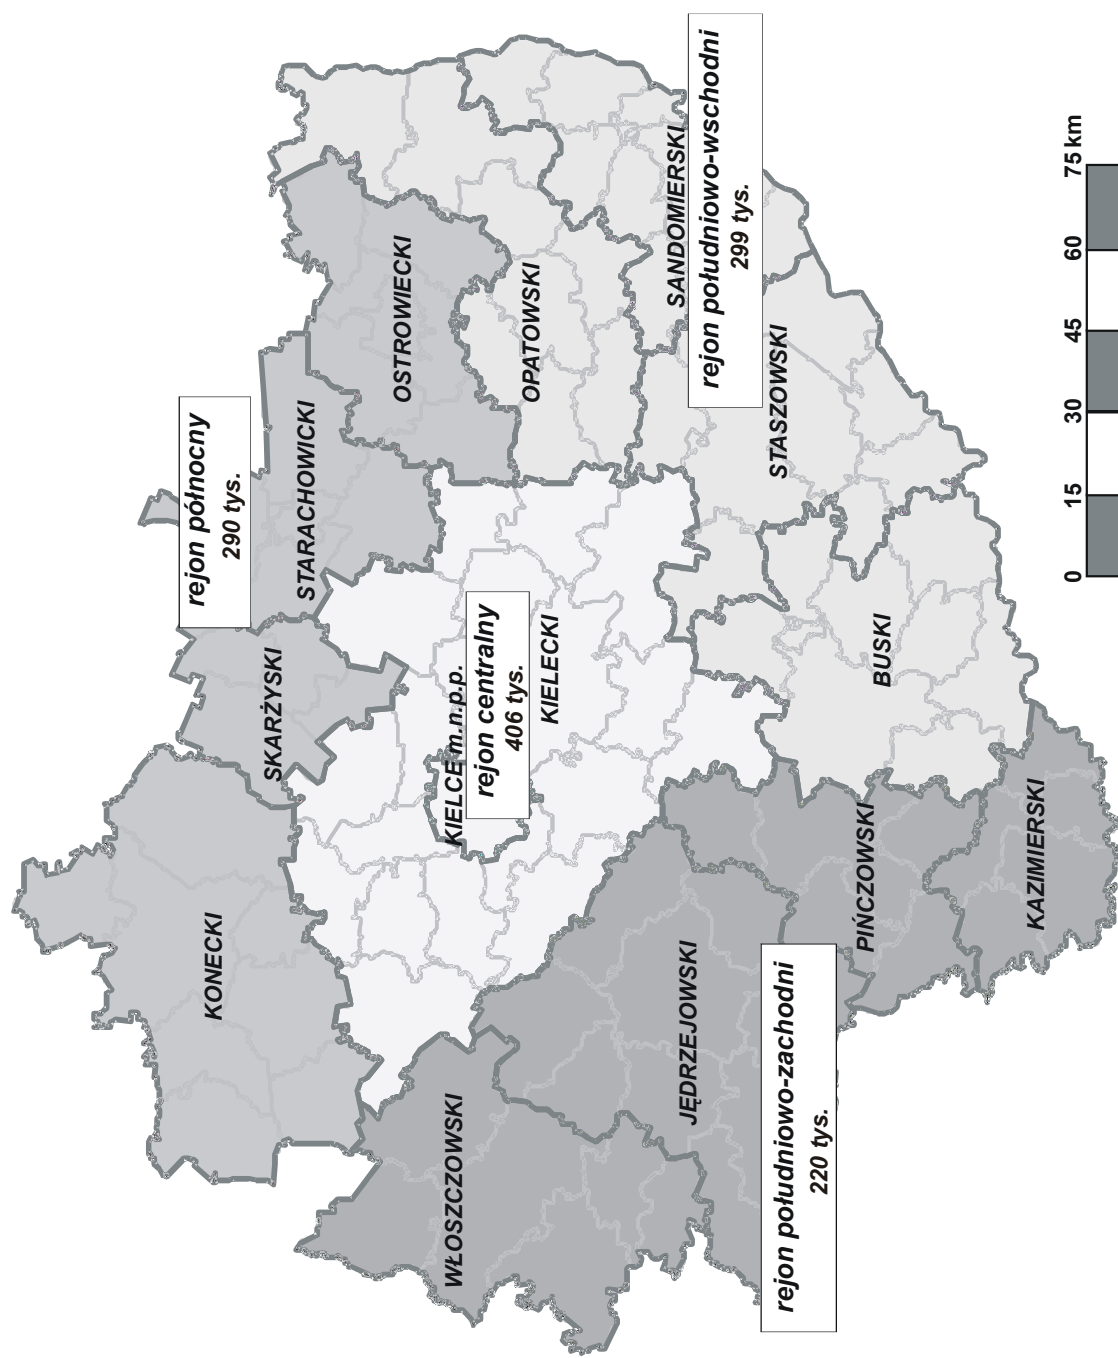 rejon północny
290 tys.
KONECKI
SKARŻYSKI
STARACHOWICKI
OSTROWIECKI
KIELCE m.n.p.p.
rejon centralny
406 tys.
KIELECKI
OPATOWSKI
WŁOSZCZOWSKI
JĘDRZEJOWSKI
SANDOMIERSKI
rejon południowo-wschodni
299 tys.
STASZOWSKI
rejon południowo-zachodni
220 tys.
PIŃCZOWSKI
BUSKI
KAZIMIERSKI
0 15 30 45 60 75 km